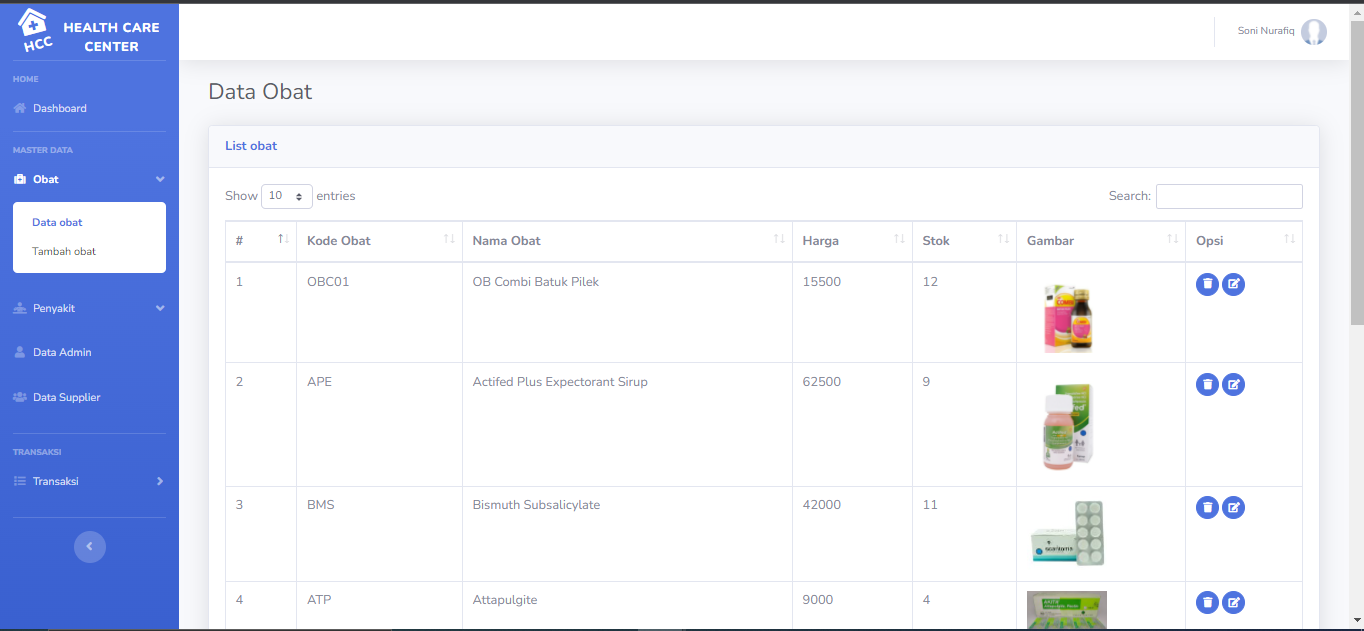 HCC
HEALTH CARE
CENTER
Soni Nurafiq
HOME
Dashboard
MASTER DATA
Obat
Data obat
Tambah obat
Penyakit
Data Admin
Data Supplier
TRANSAKSI
Transaksi
Data Obat
List obat
Show 10 entries
Search:
# Kode Obat Nama Obat Harga Stok Gambar Opsi
1 OBC01 OB Combi Batuk Pilek 15500 12
2 APE Actifed Plus Expectorant Sirup 62500 9
3 BMS Bismuth Subsalicylate 42000 11
4 ATP Attapulgite 9000 4